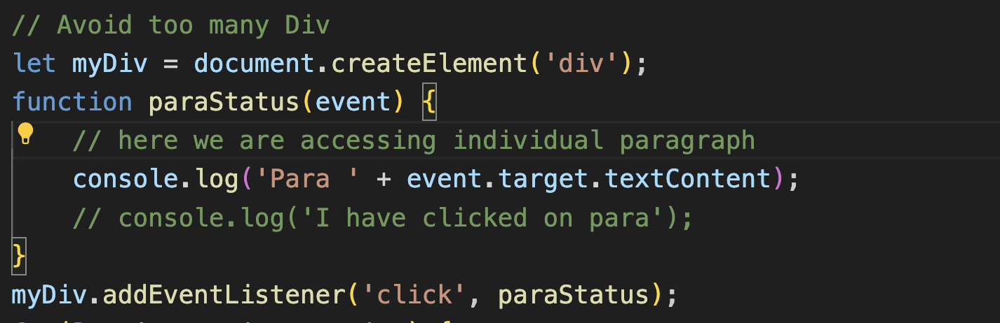 // Avoid too many Div
let myDiv = document.createElement('div');
function paraStatus(event) {
    // here we are accessing individual paragraph
    console.log('Para ' + event.target.textContent);
    // console.log('I have clicked on para');
}
myDiv.addEventListener('click', paraStatus);